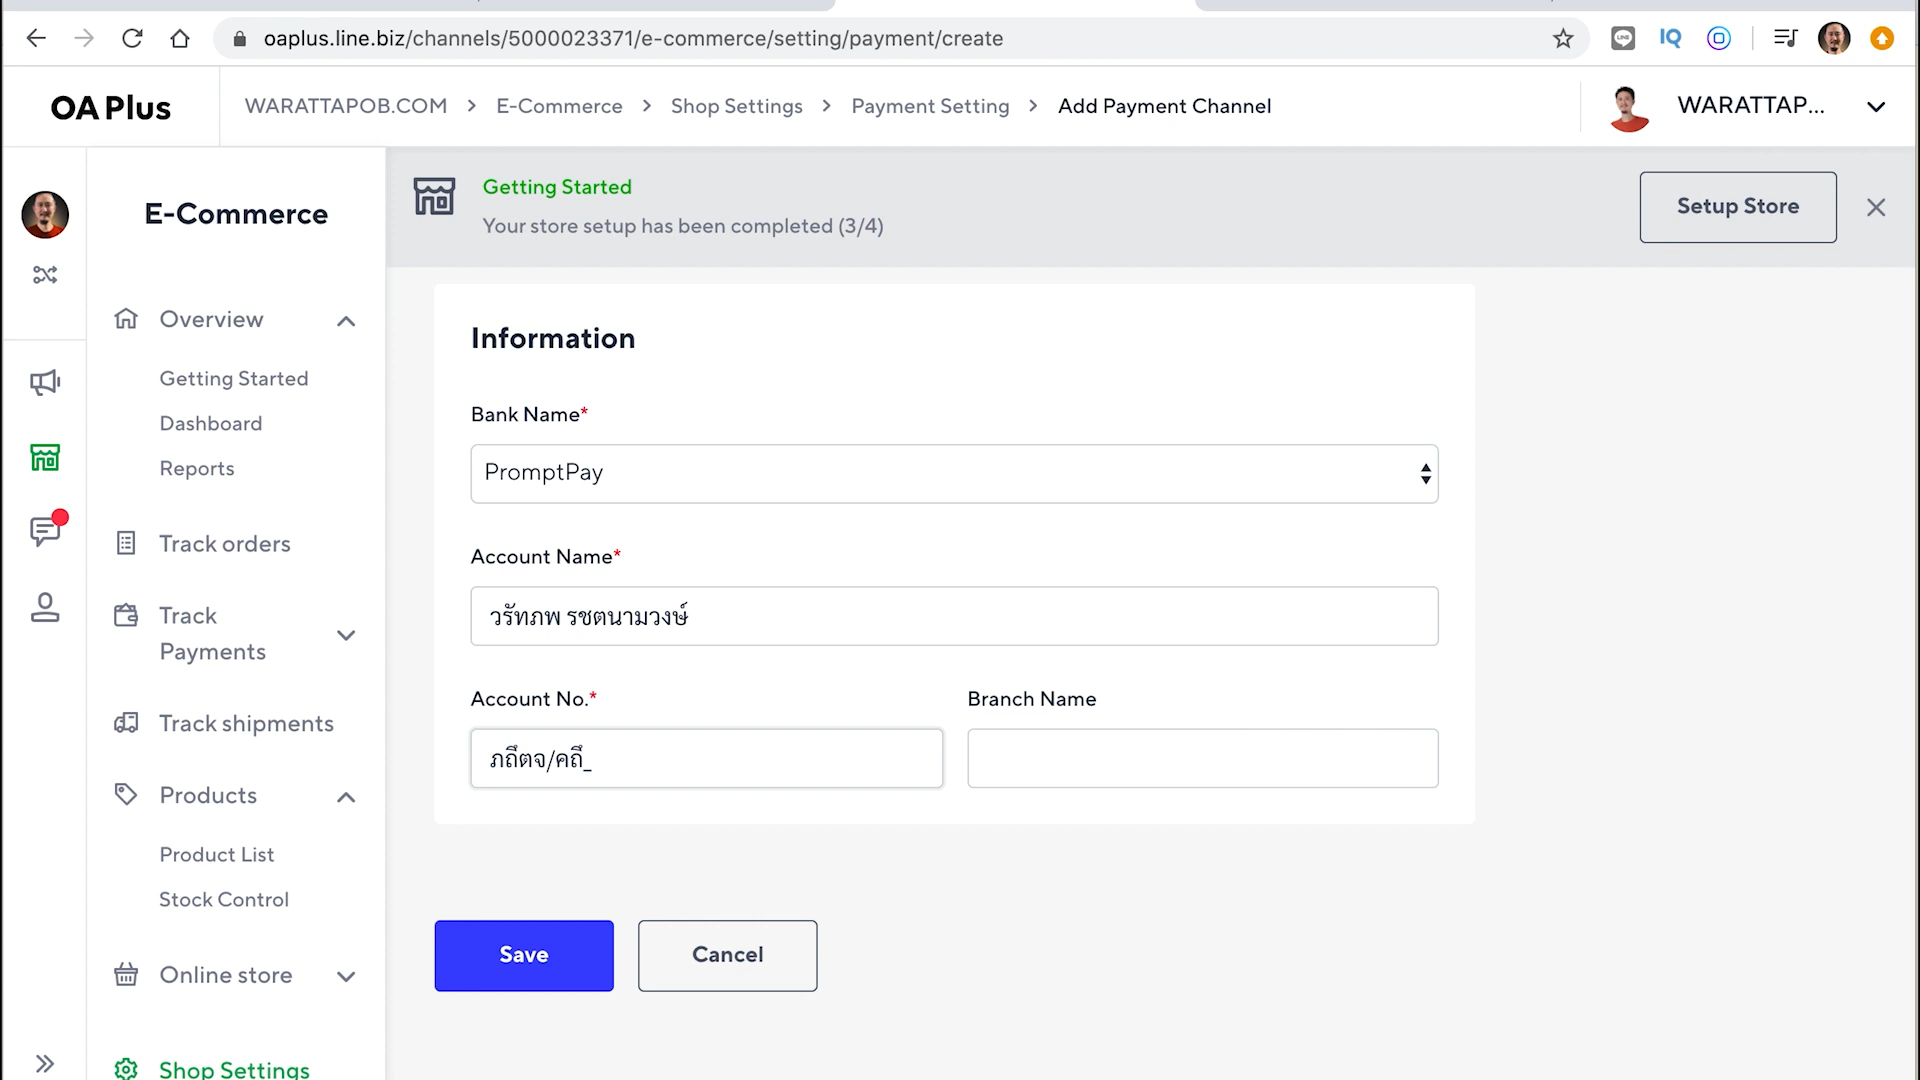 oaplus.line.biz/channels/5000023371/e-commerce/setting/payment/create
IQ
OA Plus
WARATTAPOB.COM > E-Commerce > Shop Settings > Payment Setting > Add Payment Channel
WARATTAP...
E-Commerce
Getting Started
Your store setup has been completed (3/4)
Setup Store
Overview
Getting Started
Dashboard
Reports
Track orders
Track
Payments
Track shipments
Products
Product List
Stock Control
Online store
Shop Settings
Information
Bank Name*
PromptPay
Account Name*
วรัทภพ รชตนามวงษ์
Account No.*
Branch Name
ภถึตจ/คถึ_
Save
Cancel